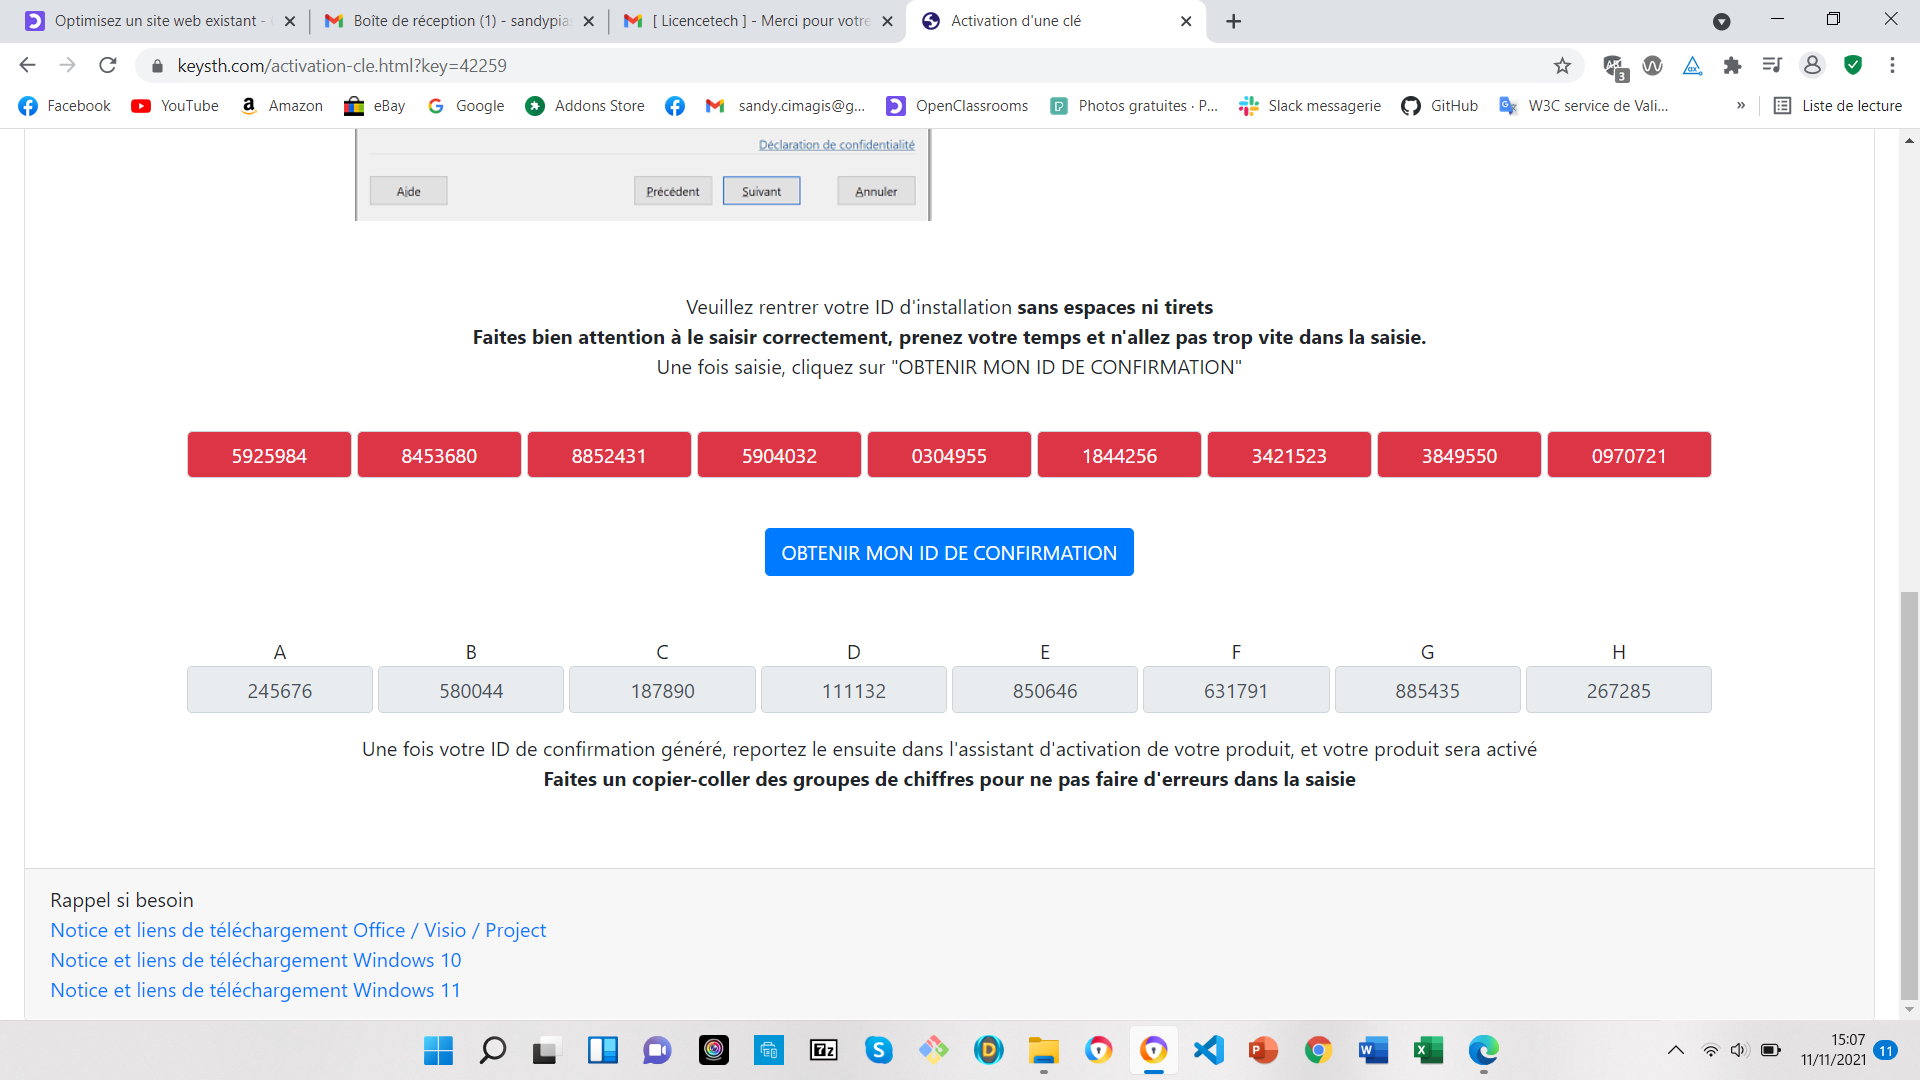 Optimisez un site web existant -
Boîte de réception (1) - sandypia
[ Licencetech ] - Merci pour votre
Activation d'une clé
keysth.com/activation-cle.html?key=42259
3
Facebook
YouTube
Amazon
eBay
Google
Addons Store
sandy.cimagis@g...
OpenClassrooms
Photos gratuites · P...
Slack messagerie
GitHub
W3C service de Vali...
»
Liste de lecture
Déclaration de confidentialité
Aide
Précédent
Suivant
Annuler
Veuillez rentrer votre ID d'installation sans espaces ni tirets
Faites bien attention à le saisir correctement, prenez votre temps et n'allez pas trop vite dans la saisie.
Une fois saisie, cliquez sur "OBTENIR MON ID DE CONFIRMATION"
5925984 8453680 8852431 5904032 0304955 1844256 3421523 3849550 0970721
OBTENIR MON ID DE CONFIRMATION
A B C D E F G H
245676 580044 187890 111132 850646 631791 885435 267285
Une fois votre ID de confirmation généré, reportez le ensuite dans l'assistant d'activation de votre produit, et votre produit sera activé
Faites un copier-coller des groupes de chiffres pour ne pas faire d'erreurs dans la saisie
Rappel si besoin
Notice et liens de téléchargement Office / Visio / Project
Notice et liens de téléchargement Windows 10
Notice et liens de téléchargement Windows 11
15:07
11/11/2021
11